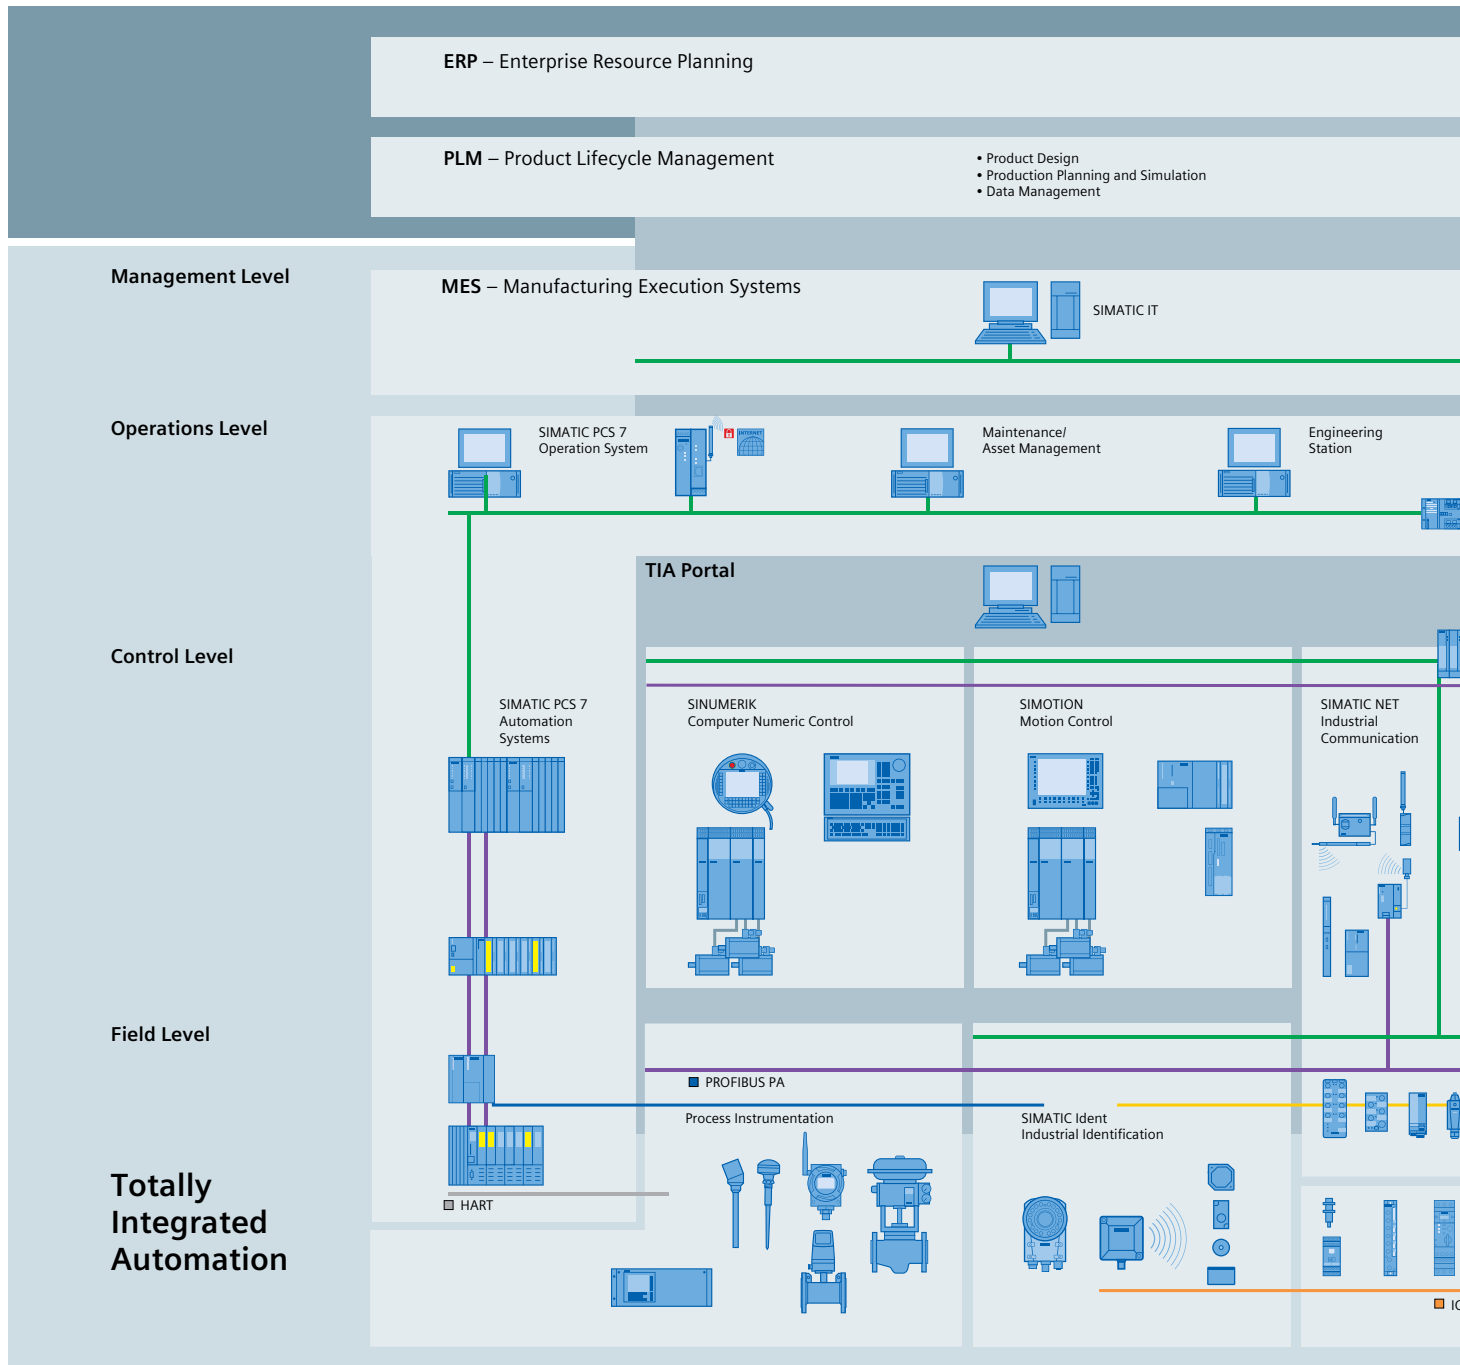 ERP – Enterprise Resource Planning
PLM – Product Lifecycle Management
• Product Design
• Production Planning and Simulation
• Data Management
Management Level
MES – Manufacturing Execution Systems
SIMATIC IT
Operations Level
SIMATIC PCS 7
Operation System
INTERNET
Maintenance/
Asset Management
Engineering
Station
TIA Portal
Control Level
SIMATIC PCS 7
Automation
Systems
SINUMERIK
Computer Numeric Control
SIMOTION
Motion Control
SIMATIC NET
Industrial
Communication
Field Level
PROFIBUS PA
Process Instrumentation
SIMATIC Ident
Industrial Identification
HART
Totally
Integrated
Automation